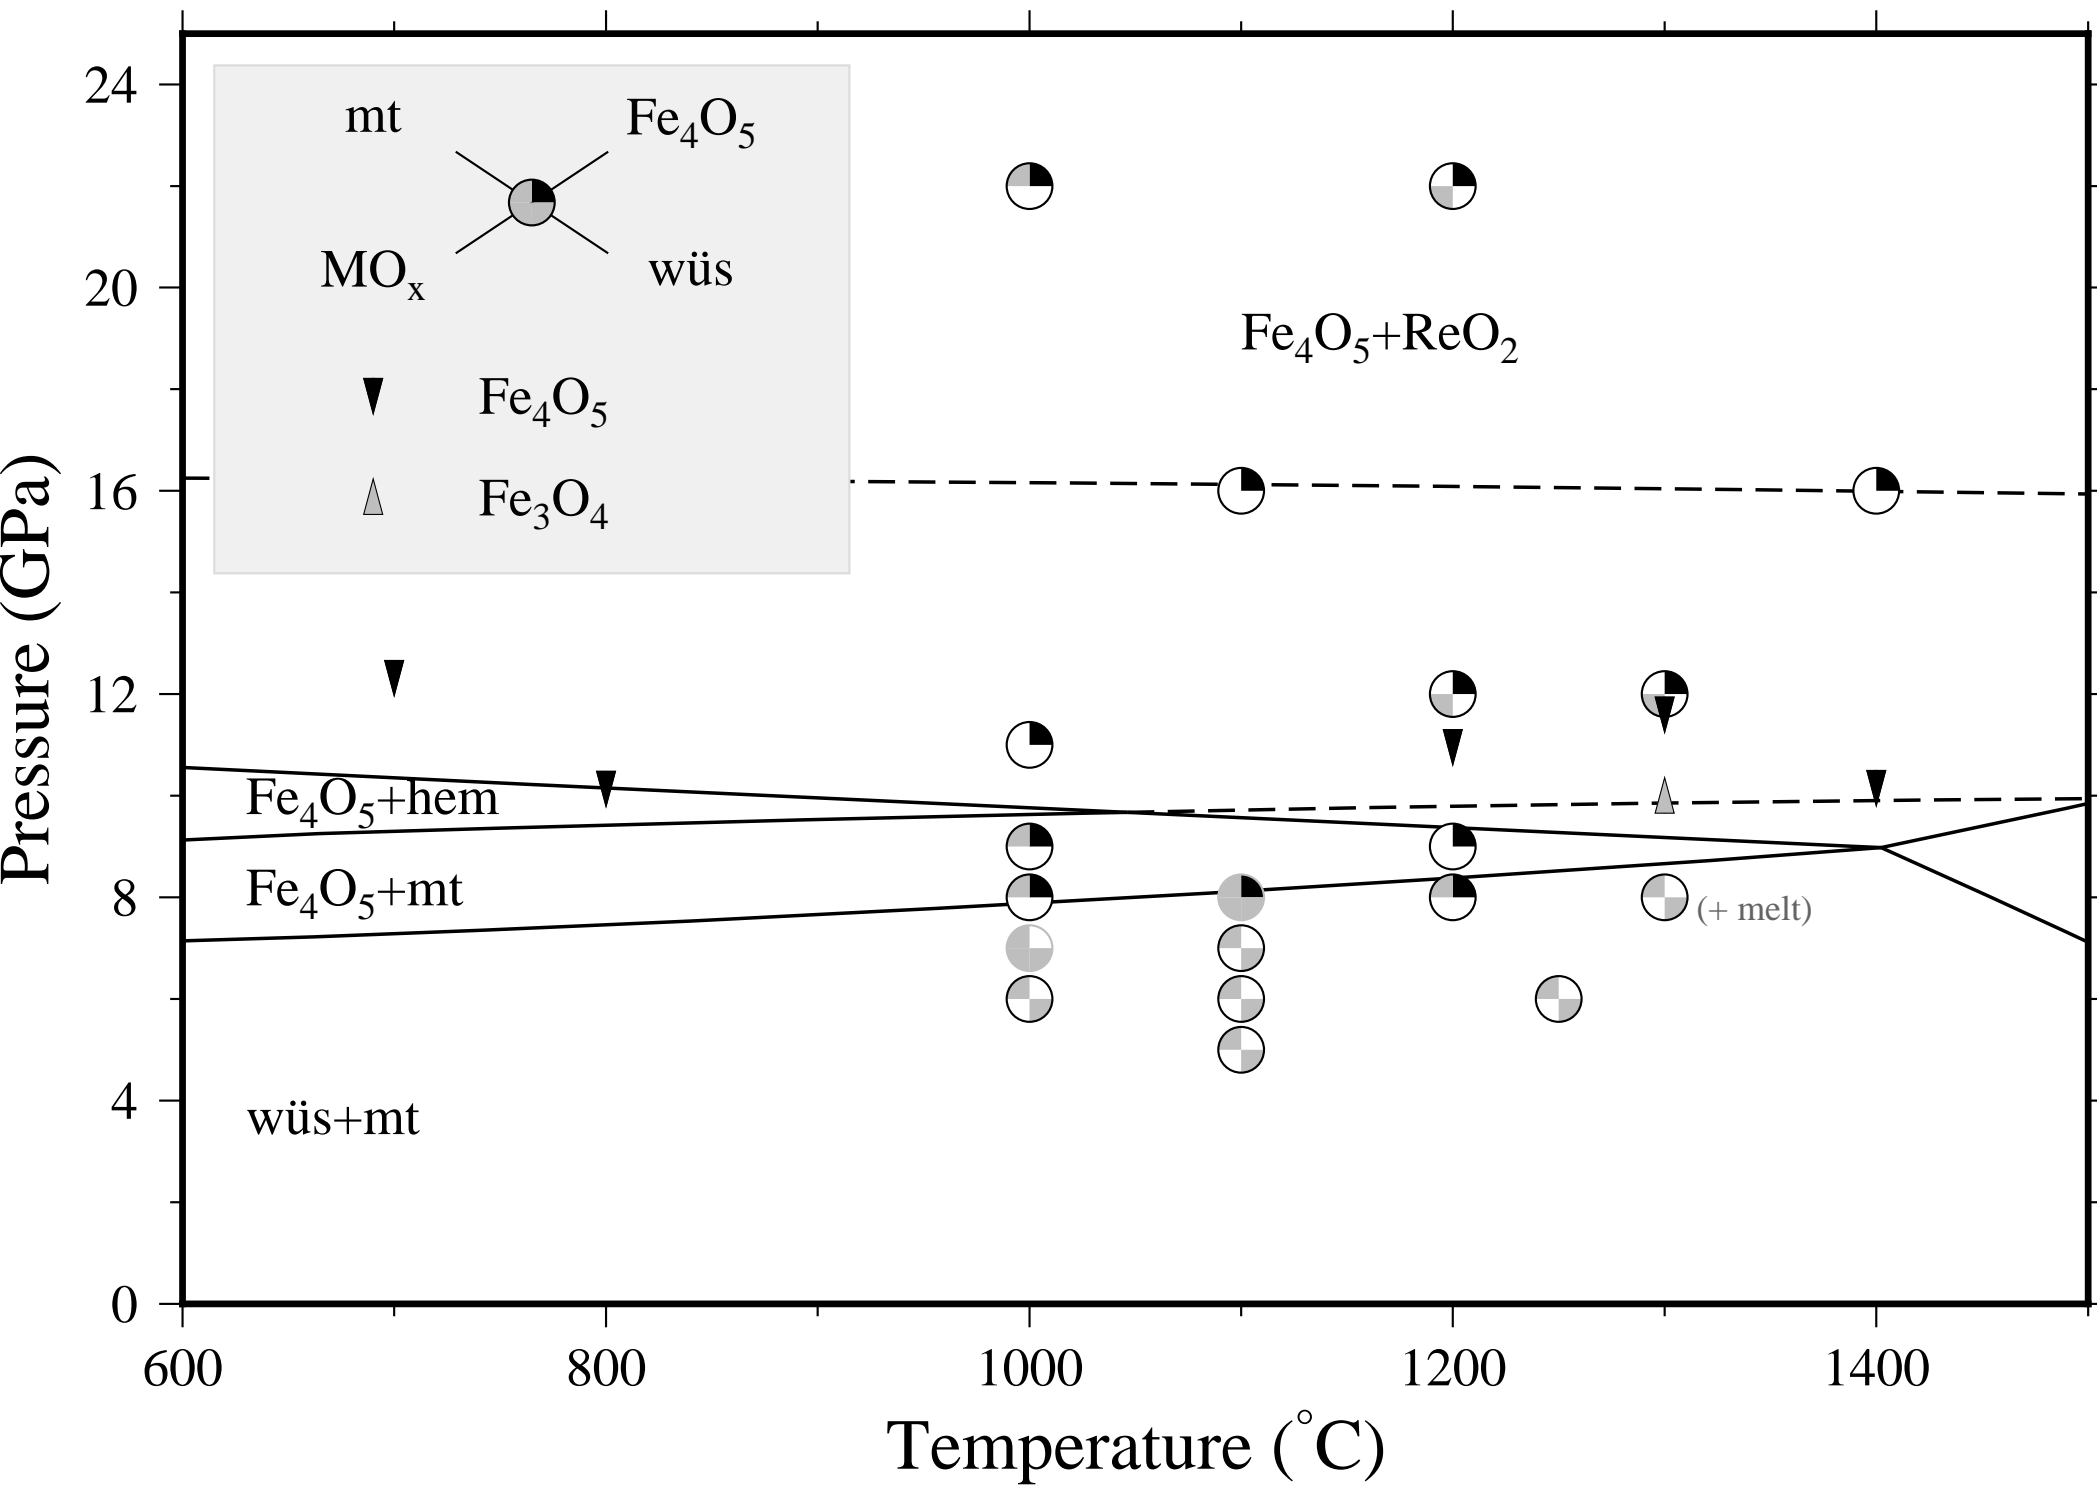 24
20
16
12
8
4
0
Pressure (GPa)
mt
Fe₄O₅
MOₓ
wüs
Fe₄O₅
Fe₃O₄
Fe₄O₅+ReO₂
Fe₄O₅+hem
Fe₄O₅+mt
(+ melt)
wüs+mt
600 800 1000 1200 1400
Temperature (°C)